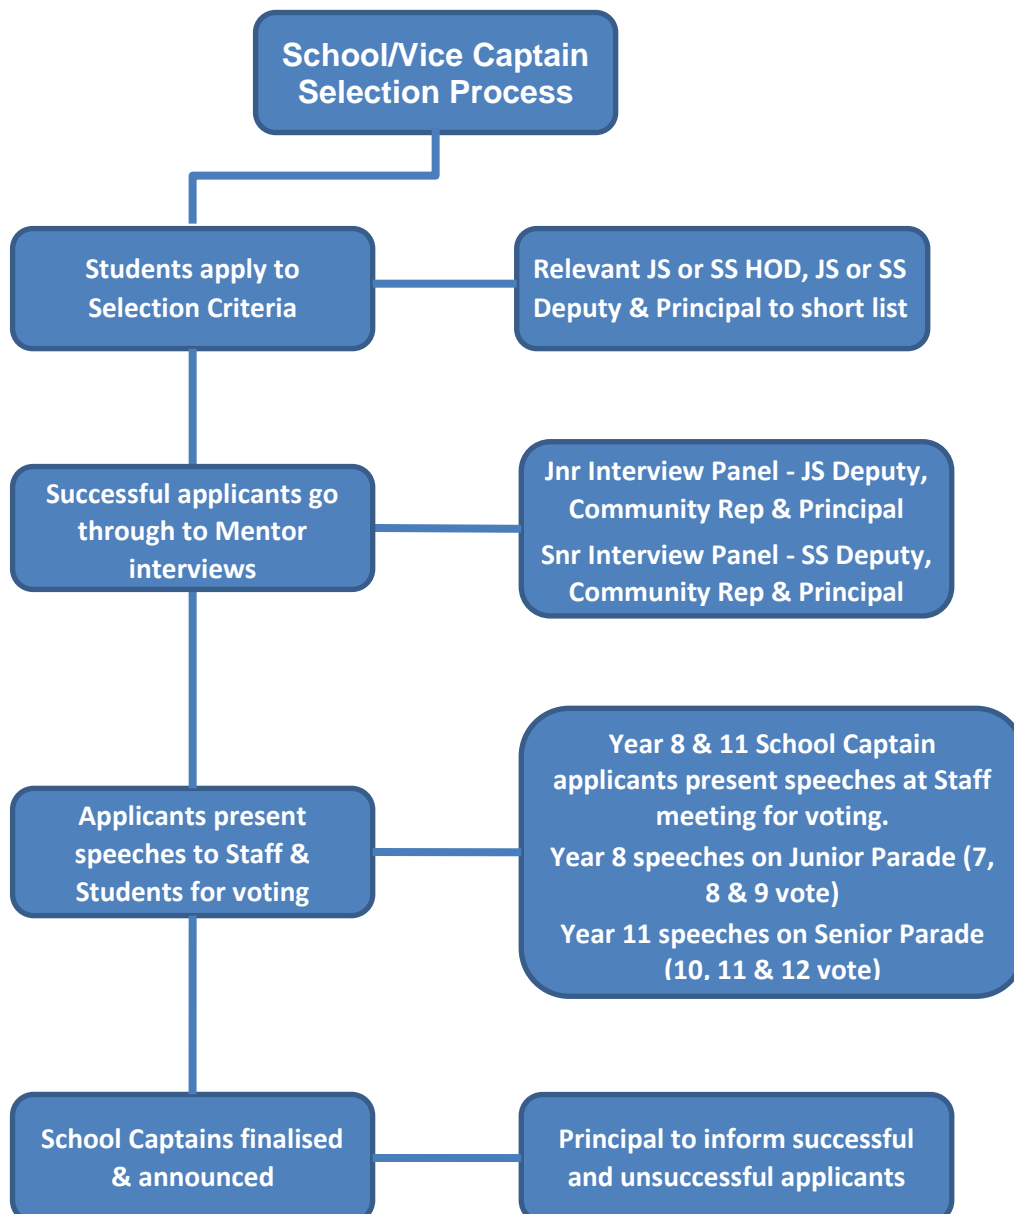 School/Vice Captain
Selection Process
Students apply to
Selection Criteria
Relevant JS or SS HOD, JS or SS
Deputy & Principal to short list
Successful applicants go
through to Mentor
interviews
Jnr Interview Panel - JS Deputy,
Community Rep & Principal
Snr Interview Panel - SS Deputy,
Community Rep & Principal
Applicants present
speeches to Staff &
Students for voting
Year 8 & 11 School Captain
applicants present speeches at Staff
meeting for voting.
Year 8 speeches on Junior Parade (7,
8 & 9 vote)
Year 11 speeches on Senior Parade
(10, 11 & 12 vote)
School Captains finalised
& announced
Principal to inform successful
and unsuccessful applicants